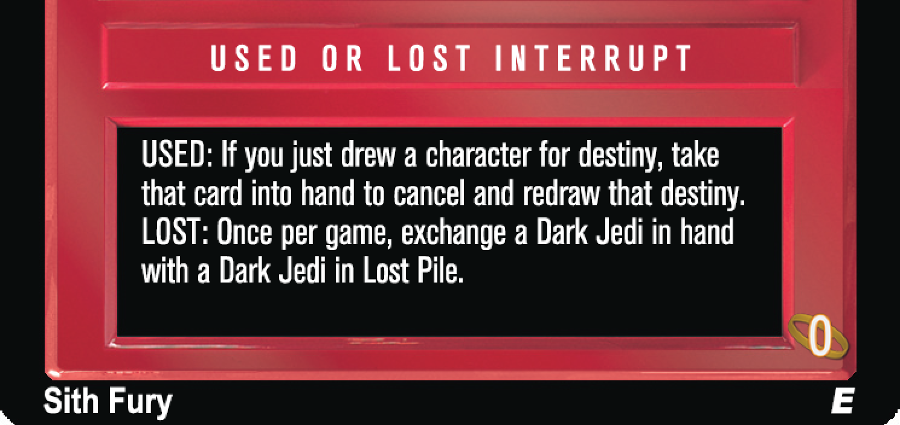 USED OR LOST INTERRUPT
USED: If you just drew a character for destiny, take
that card into hand to cancel and redraw that destiny.
LOST: Once per game, exchange a Dark Jedi in hand
with a Dark Jedi in Lost Pile.
0
Sith Fury
E